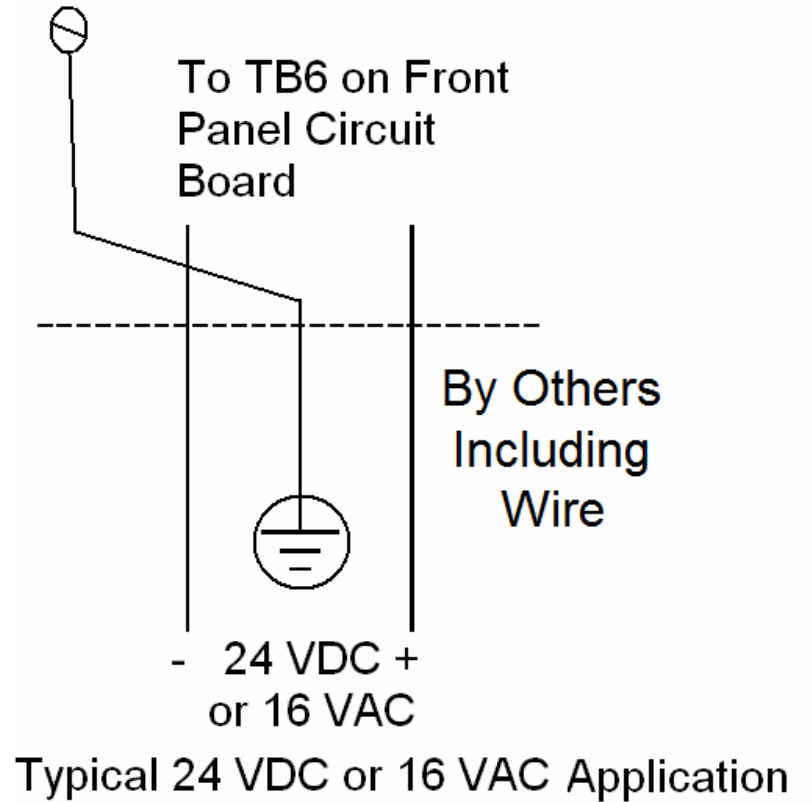 To TB6 on Front
Panel Circuit
Board
By Others
Including
Wire
- 24 VDC +
or 16 VAC
Typical 24 VDC or 16 VAC Application